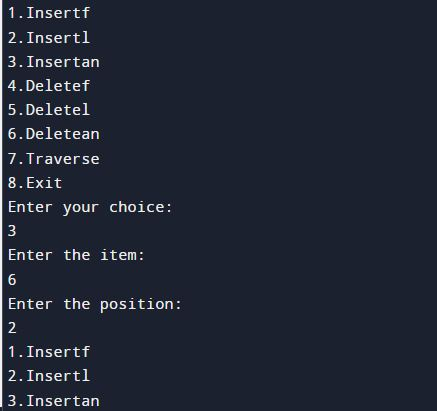 1.Insertf
2.Insertl
3.Insertan
4.Deletef
5.Deletel
6.Deletean
7.Traverse
8.Exit
Enter your choice:
3
Enter the item:
6
Enter the position:
2
1.Insertf
2.Insertl
3.Insertan